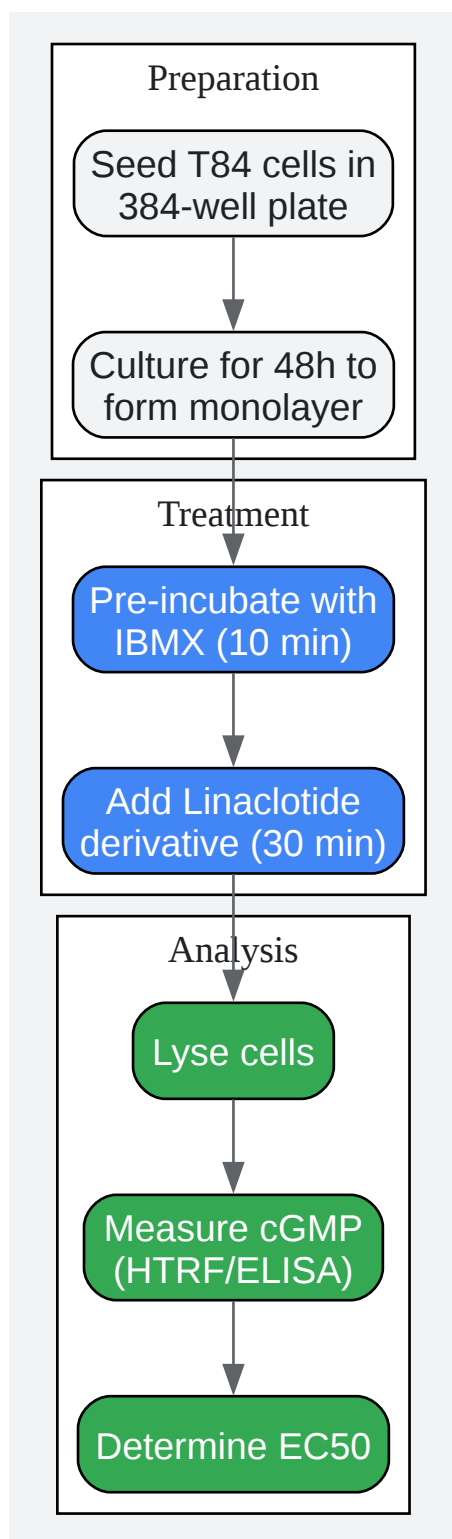 Preparation
Seed T84 cells in
384-well plate
Culture for 48h to
form monolayer
Treatment
Pre-incubate with
IBMX (10 min)
Add Linaclotide
derivative (30 min)
Analysis
Lyse cells
Measure cGMP
(HTRF/ELISA)
Determine EC50